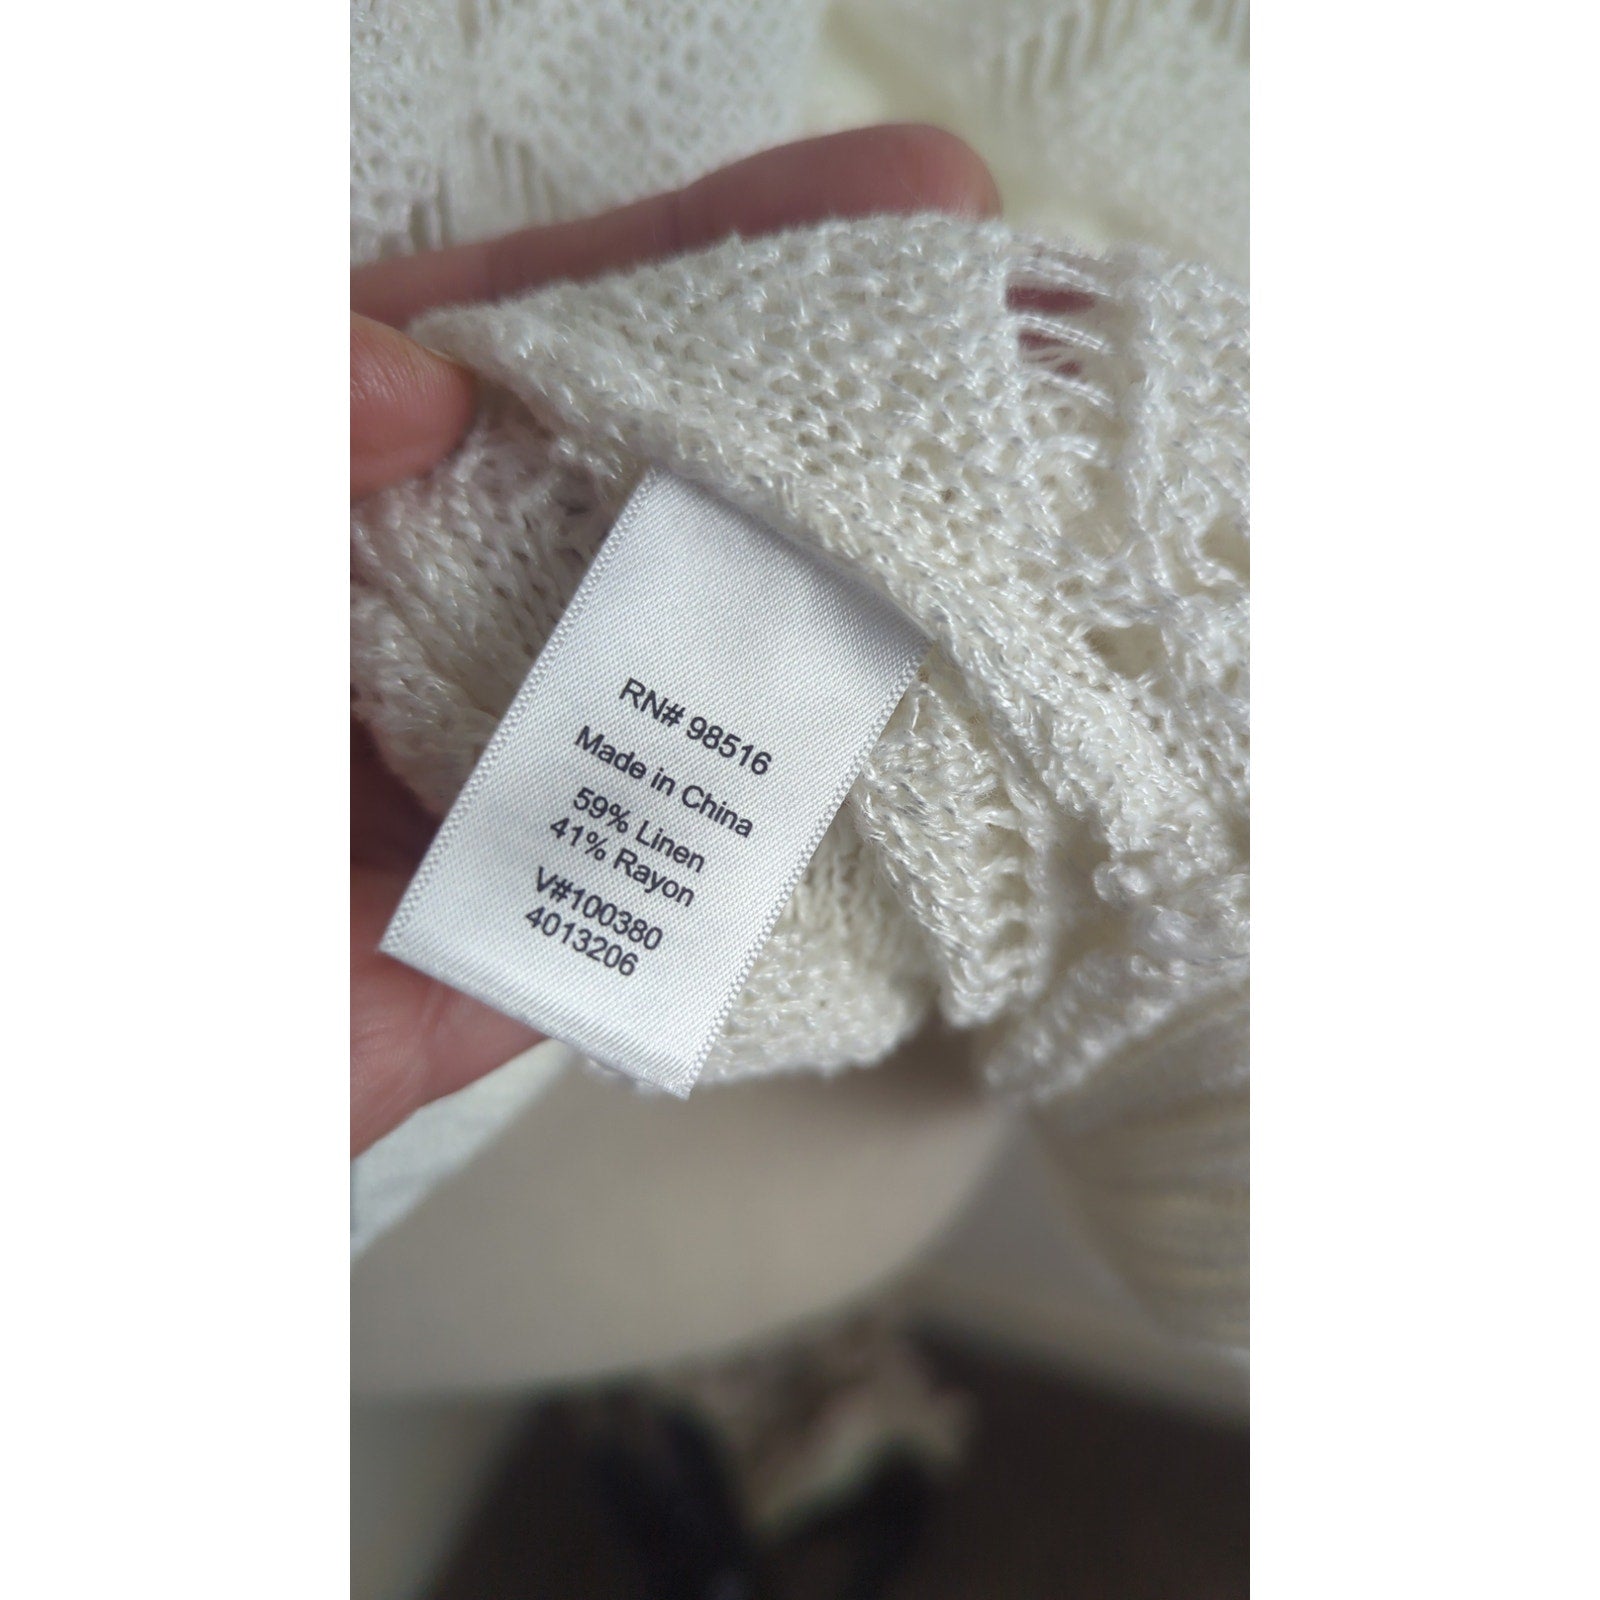 RN# 98516
Made in China
59% Linen
41% Rayon
V#100380
4013206